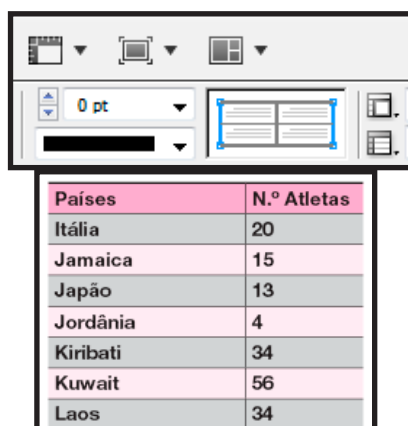 0 pt
Países N.º Atletas
Itália 20
Jamaica 15
Japão 13
Jordânia 4
Kiribati 34
Kuwait 56
Laos 34